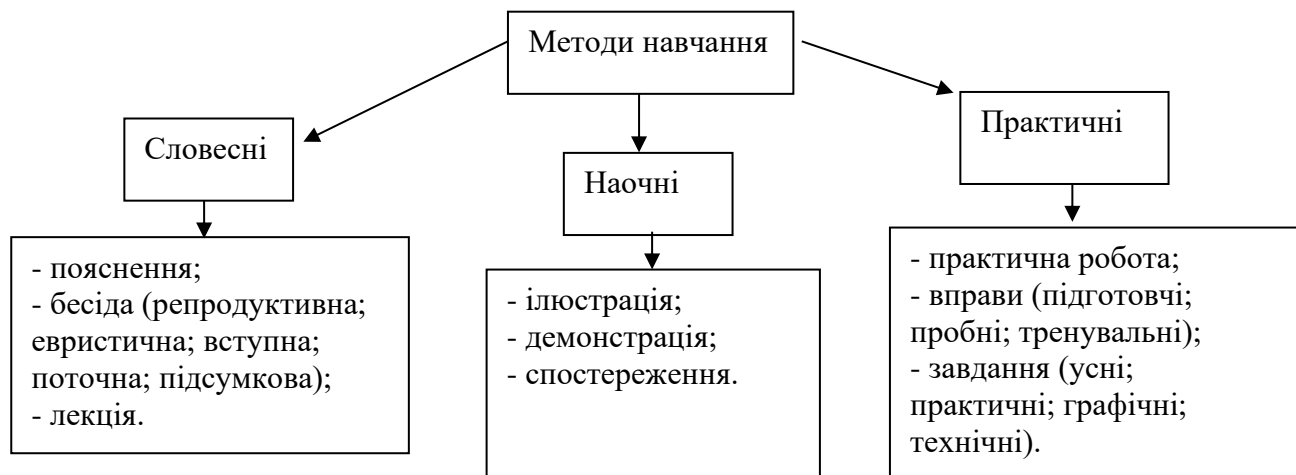 Методи навчання
Словесні
Наочні
Практичні
- пояснення;
- бесіда (репродуктивна;
евристична; вступна;
поточна; підсумкова);
- лекція.
- ілюстрація;
- демонстрація;
- спостереження.
- практична робота;
- вправи (підготовчі;
пробні; тренувальні);
- завдання (усні;
практичні; графічні;
технічні).